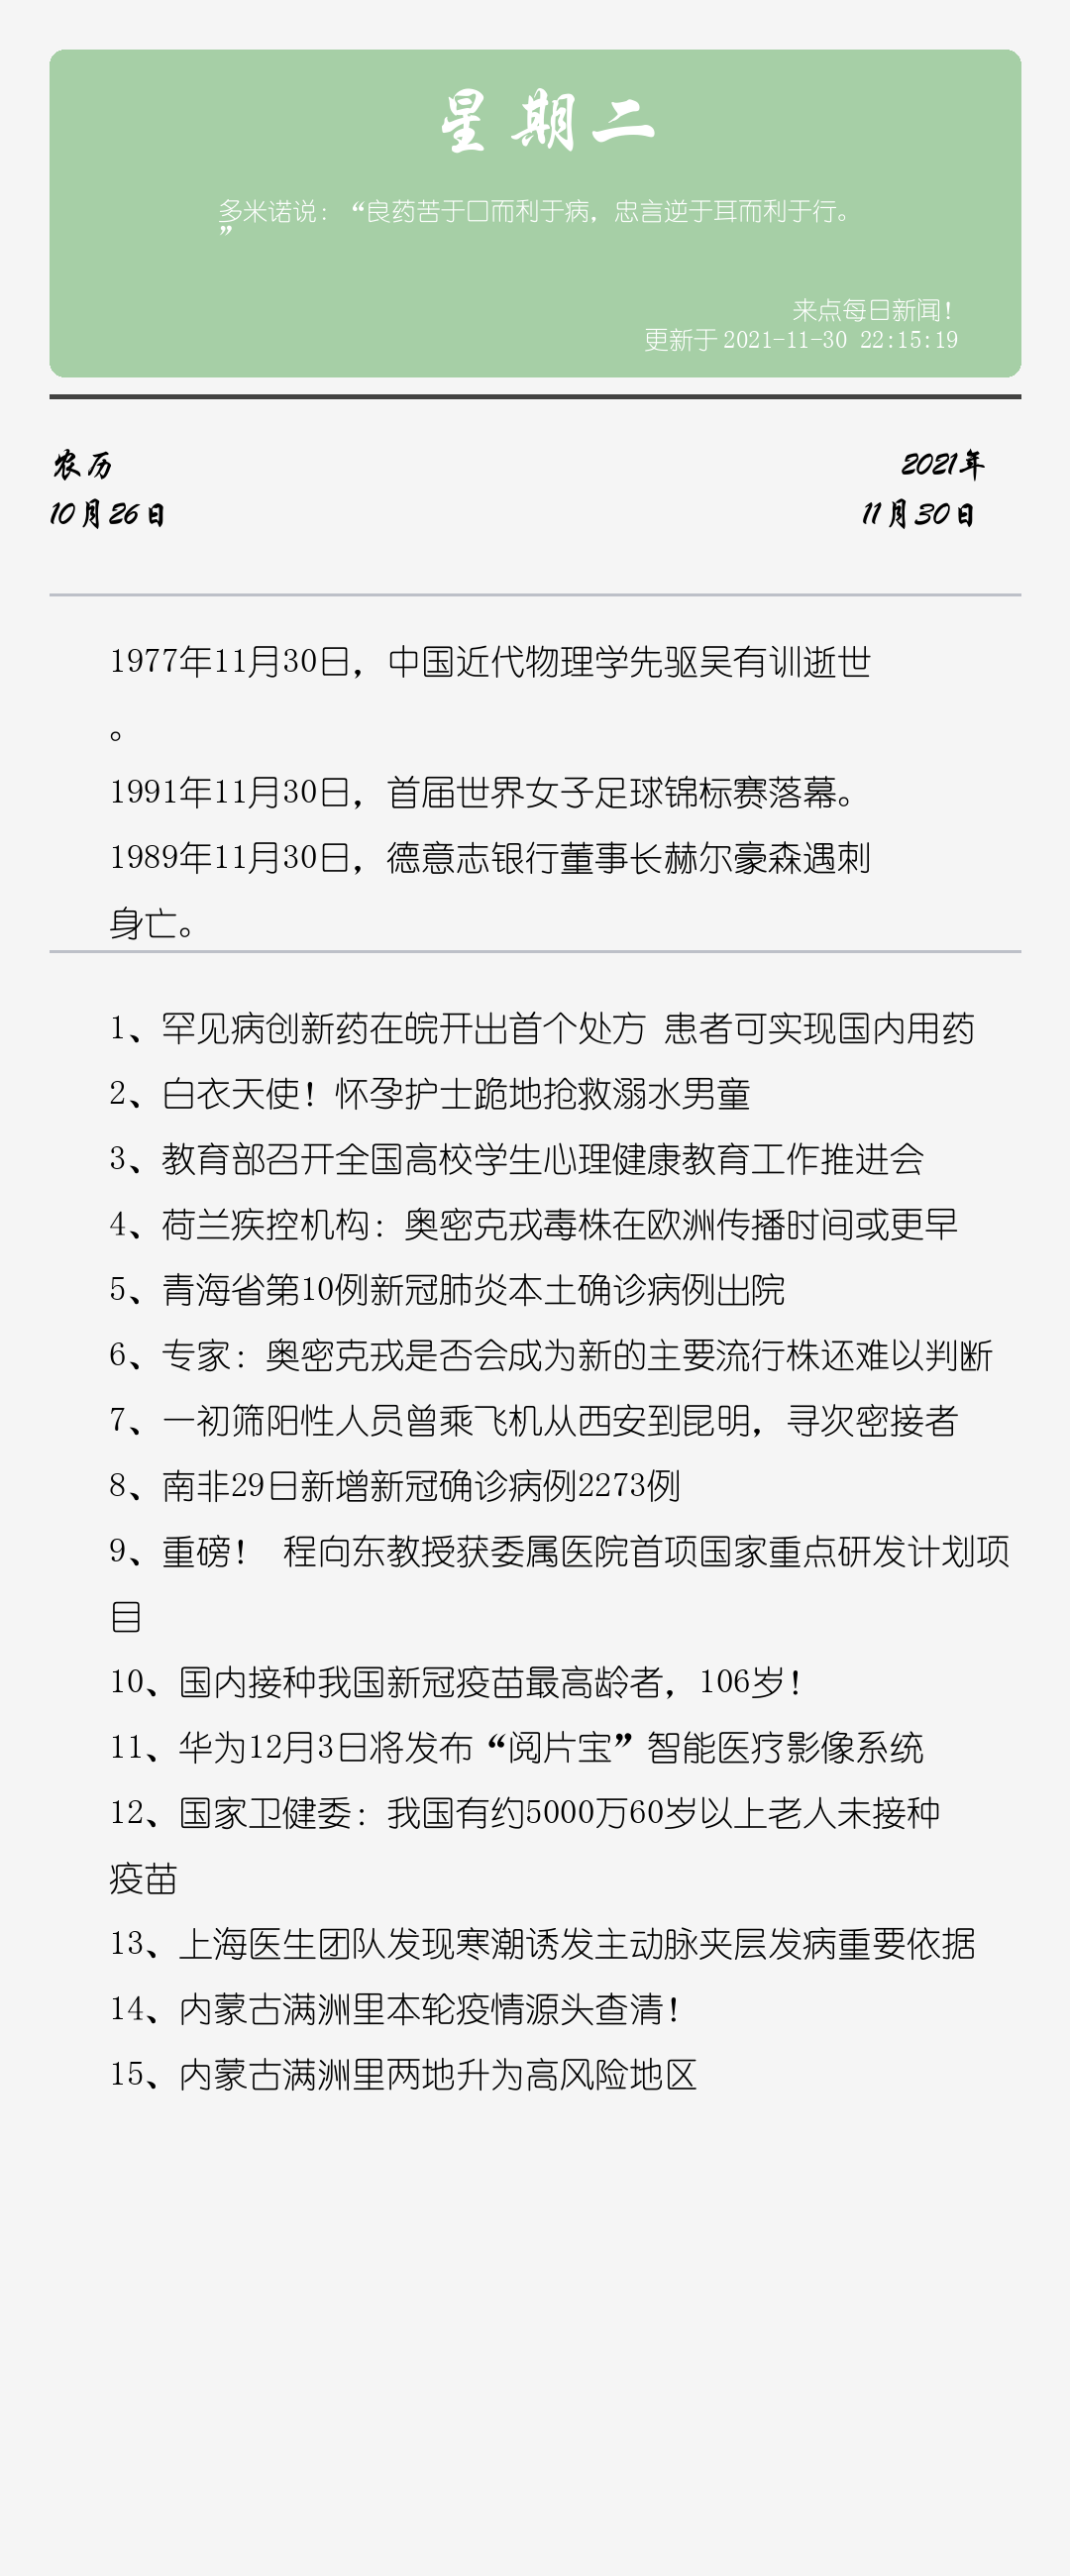 星期二
多米诺说：“良药苦于口而利于病，忠言逆于耳而利于行。
”
来点每日新闻！
更新于2021-11-30 22:15:19
农历
2021年
10月26日
11月30日
1977年11月30日，中国近代物理学先驱吴有训逝世
。
1991年11月30日，首届世界女子足球锦标赛落幕。
1989年11月30日，德意志银行董事长赫尔豪森遇刺
身亡。
1、罕见病创新药在皖开出首个处方 患者可实现国内用药
2、白衣天使！怀孕护士跪地抢救溺水男童
3、教育部召开全国高校学生心理健康教育工作推进会
4、荷兰疾控机构：奥密克戎毒株在欧洲传播时间或更早
5、青海省第10例新冠肺炎本土确诊病例出院
6、专家：奥密克戎是否会成为新的主要流行株还难以判断
7、一初筛阳性人员曾乘飞机从西安到昆明，寻次密接者
8、南非29日新增新冠确诊病例2273例
9、重磅！ 程向东教授获委属医院首项国家重点研发计划项
目
10、国内接种我国新冠疫苗最高龄者，106岁！
11、华为12月3日将发布“阅片宝”智能医疗影像系统
12、国家卫健委：我国有约5000万60岁以上老人未接种
疫苗
13、上海医生团队发现寒潮诱发主动脉夹层发病重要依据
14、内蒙古满洲里本轮疫情源头查清！
15、内蒙古满洲里两地升为高风险地区